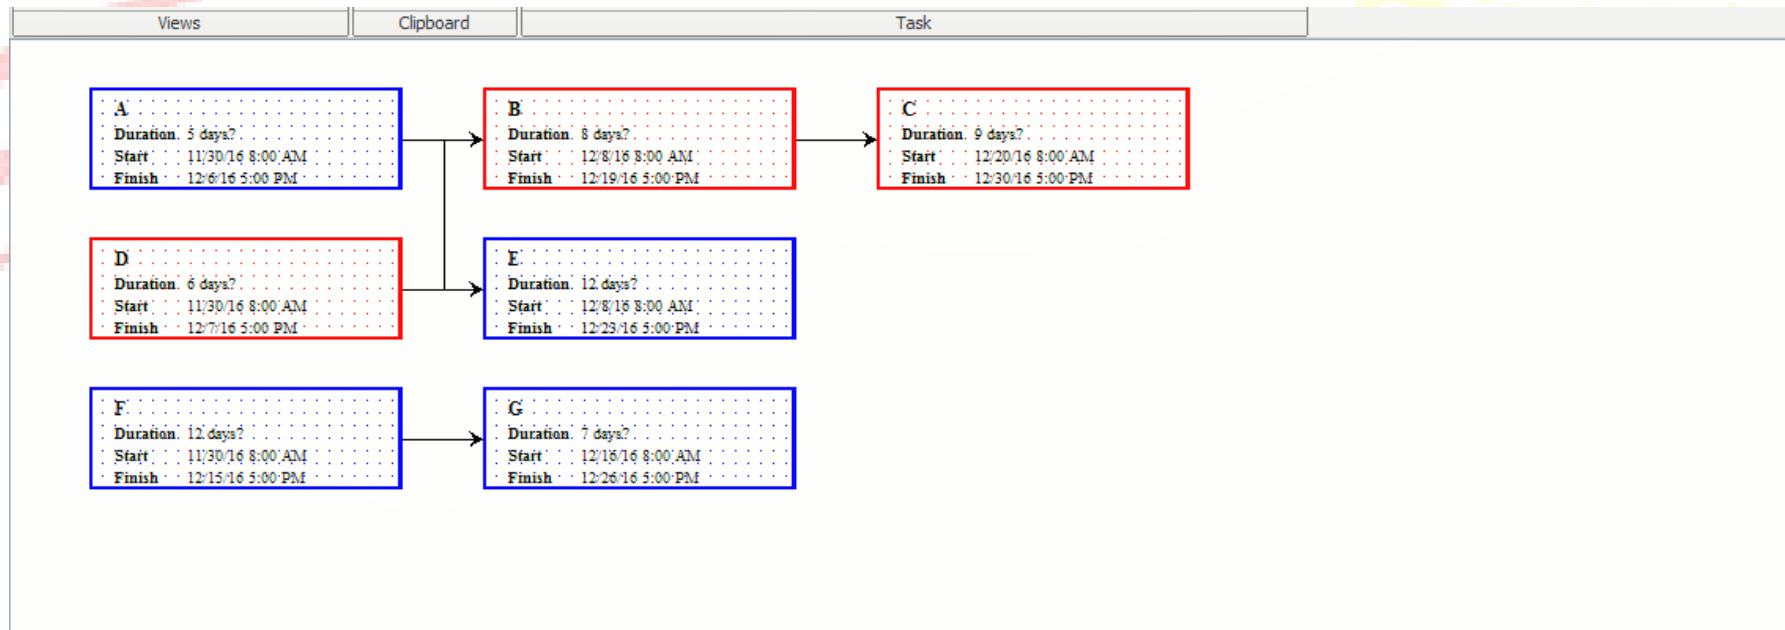 Views
Clipboard
Task
A
Duration 5 days?
Start 11/30/16 8:00 AM
Finish 12/6/16 5:00 PM
B
Duration 8 days?
Start 12/8/16 8:00 AM
Finish 12/19/16 5:00 PM
C
Duration 9 days?
Start 12/20/16 8:00 AM
Finish 12/30/16 5:00 PM
D
Duration 6 days?
Start 11/30/16 8:00 AM
Finish 12/7/16 5:00 PM
E
Duration 12 days?
Start 12/8/16 8:00 AM
Finish 12/23/16 5:00 PM
F
Duration 12 days?
Start 11/30/16 8:00 AM
Finish 12/15/16 5:00 PM
G
Duration 7 days?
Start 12/16/16 8:00 AM
Finish 12/26/16 5:00 PM